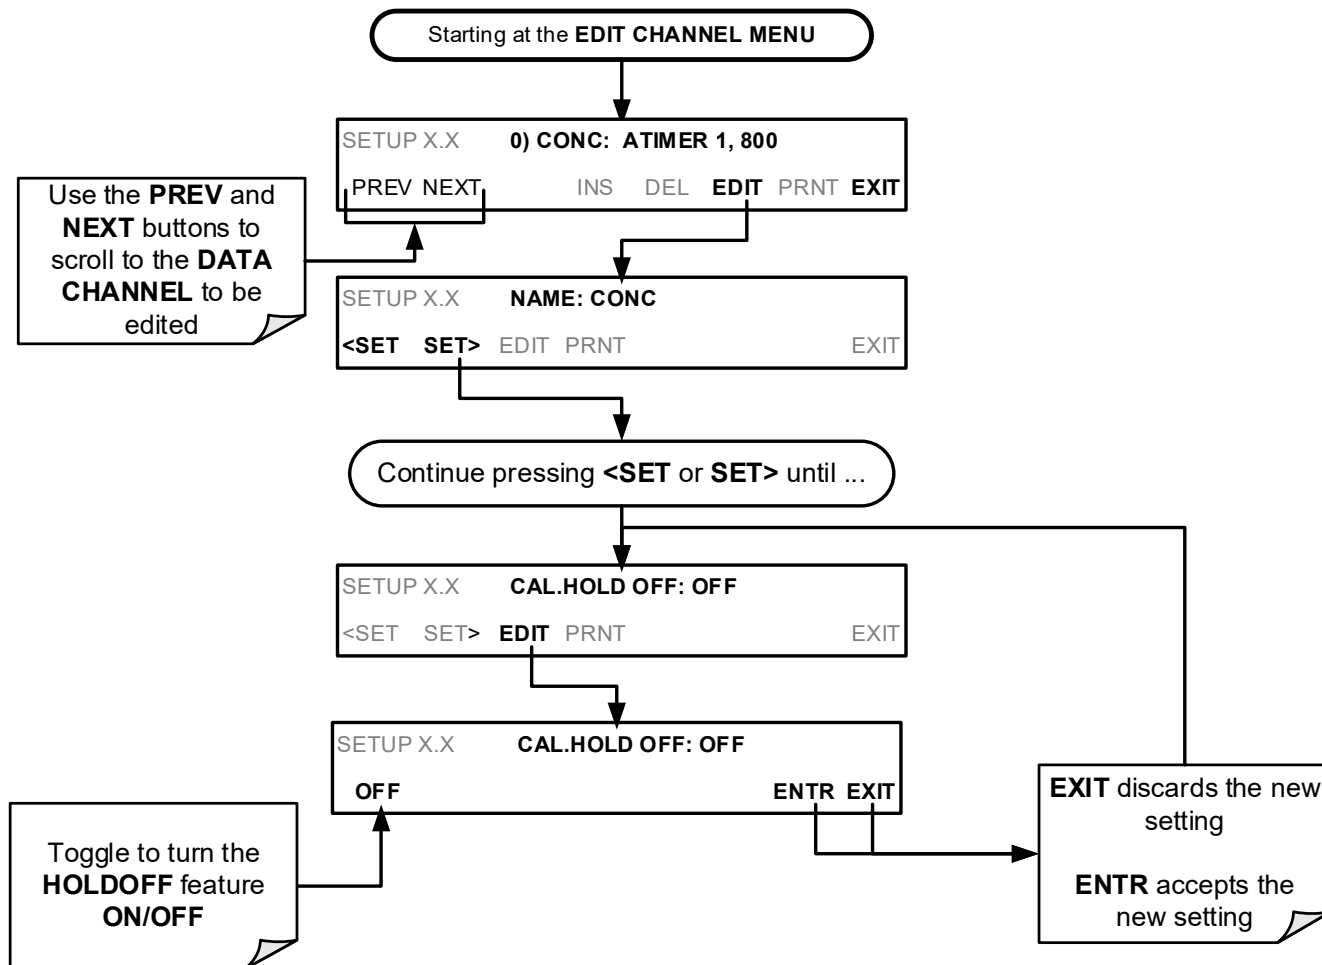 Starting at the EDIT CHANNEL MENU
SETUP X.X 0) CONC: ATIMER 1, 800
PREV NEXT INS DEL EDIT PRNT EXIT
Use the PREV and
NEXT buttons to
scroll to the DATA
CHANNEL to be
edited
SETUP X.X NAME: CONC
<SET SET> EDIT PRNT EXIT
Continue pressing <SET or SET> until ...
SETUP X.X CAL.HOLD OFF: OFF
<SET SET> EDIT PRNT EXIT
SETUP X.X CAL.HOLD OFF: OFF
OFF ENTR EXIT
Toggle to turn the
HOLDOFF feature
ON/OFF
EXIT discards the new
setting
ENTR accepts the
new setting